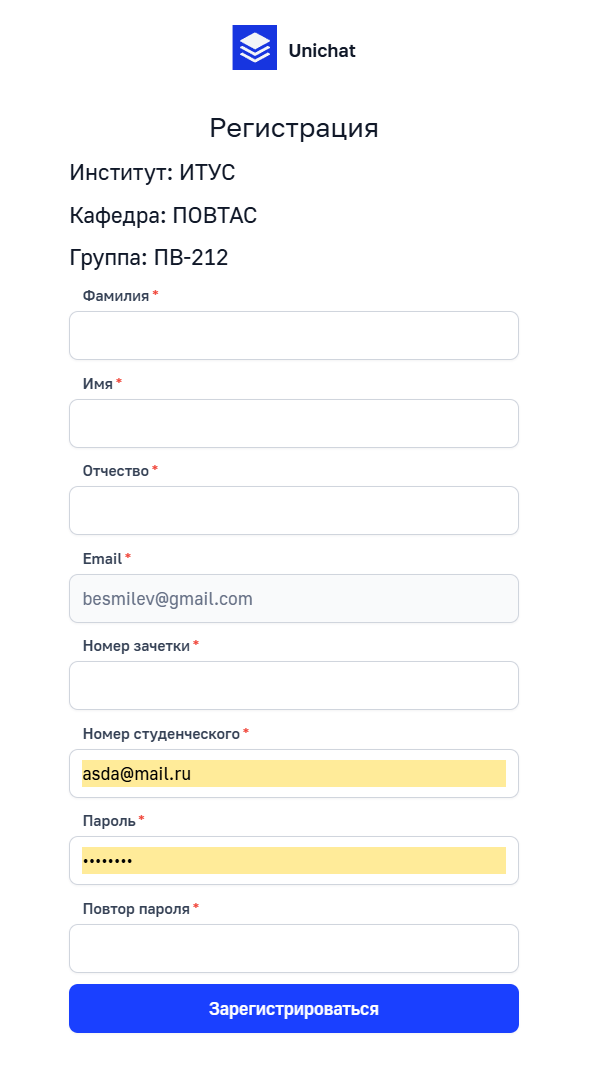 Unichat
Регистрация
Институт: ИТУС
Кафедра: ПОВТАС
Группа: ПВ-212
Фамилия *
Имя *
Отчество *
Email *
besmilev@gmail.com
Номер зачетки *
Номер студенческого *
asda@mail.ru
Пароль *
••••••••
Повтор пароля *
Зарегистрироваться